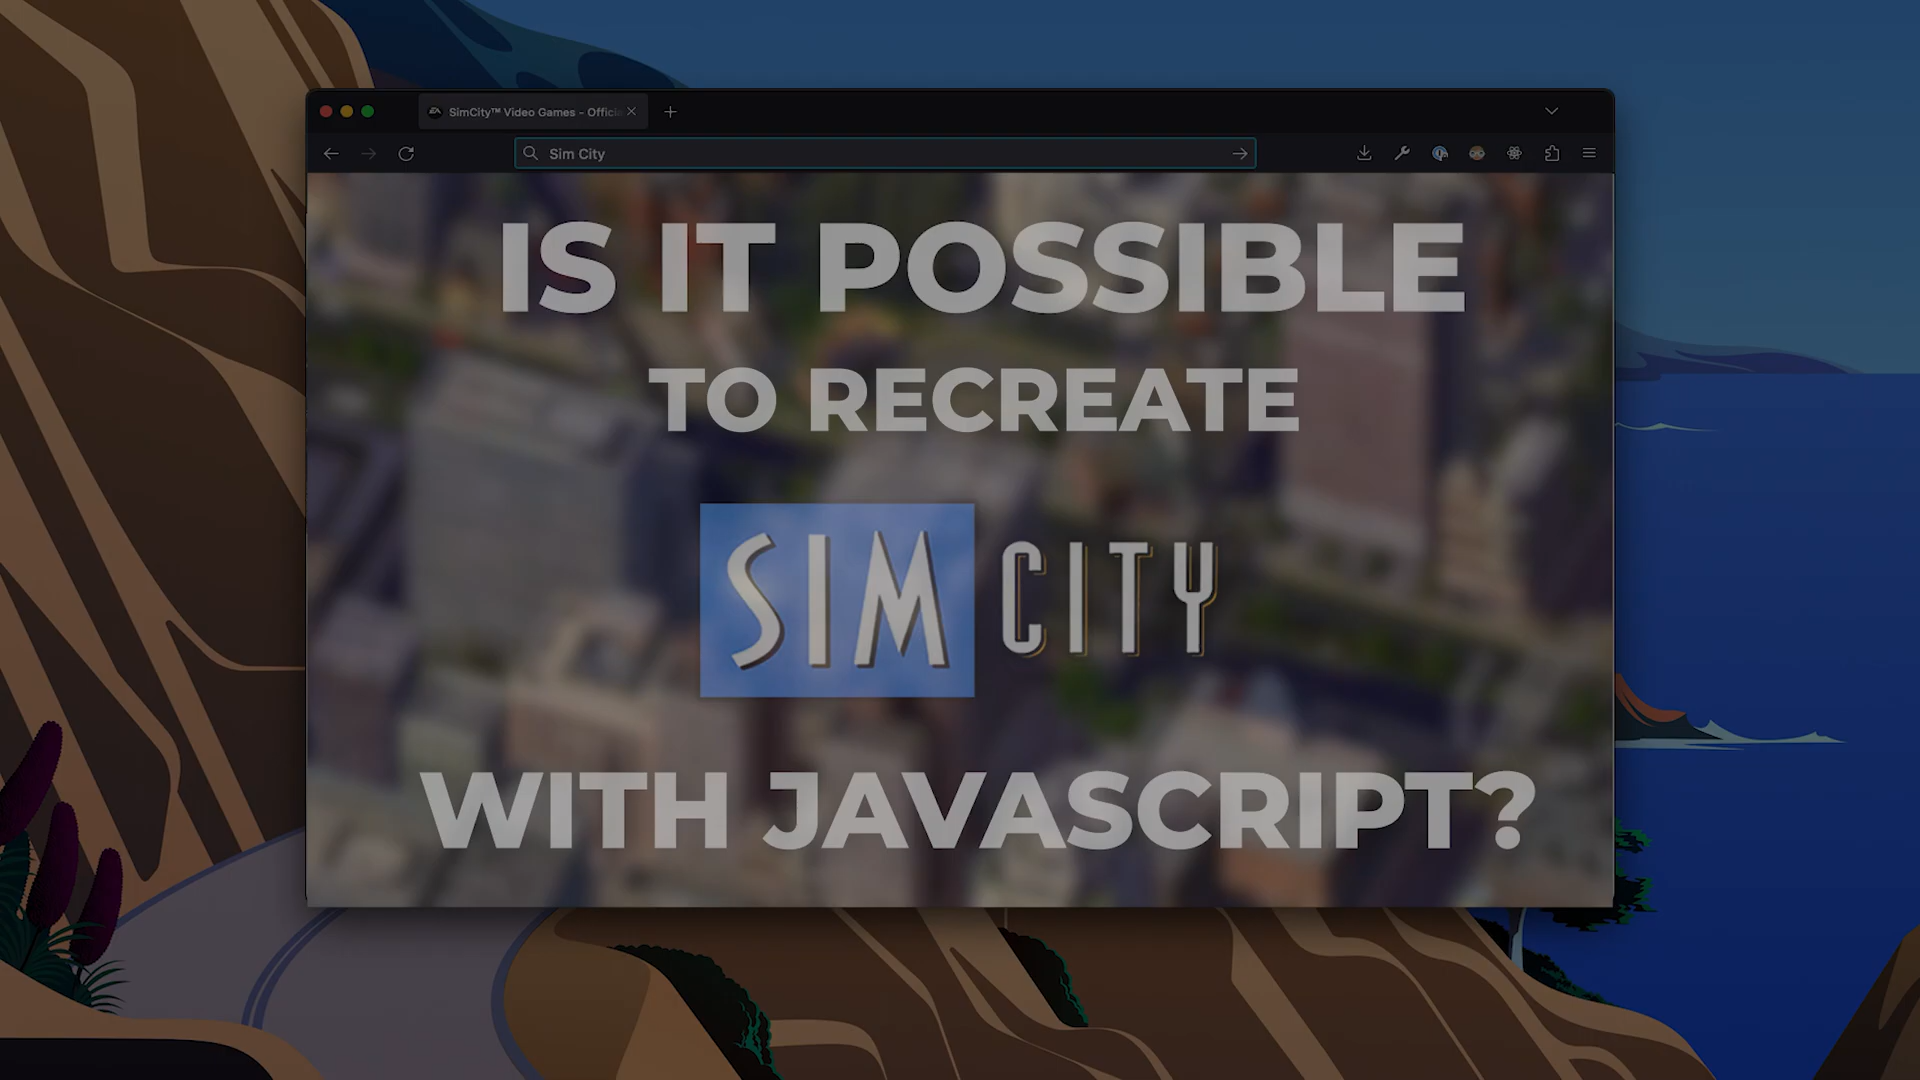 SimCity™ Video Games - Officia
Sim City
IS IT POSSIBLE
TO RECREATE
SIM CITY
WITH JAVASCRIPT?